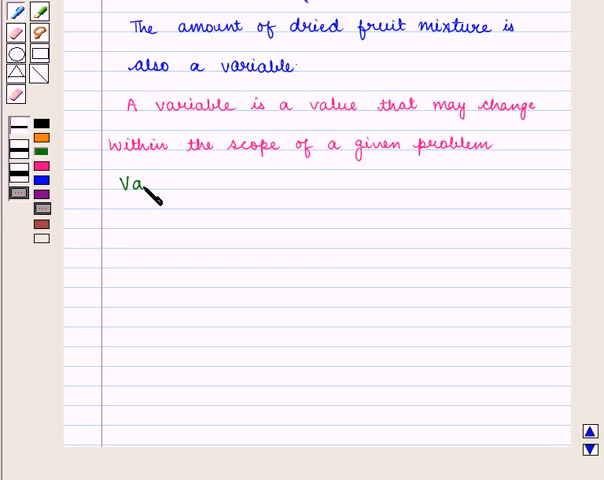 The amount of dried fruit mixture is
also a variable.
A variable is a value that may change
within the scope of a given problem
Va